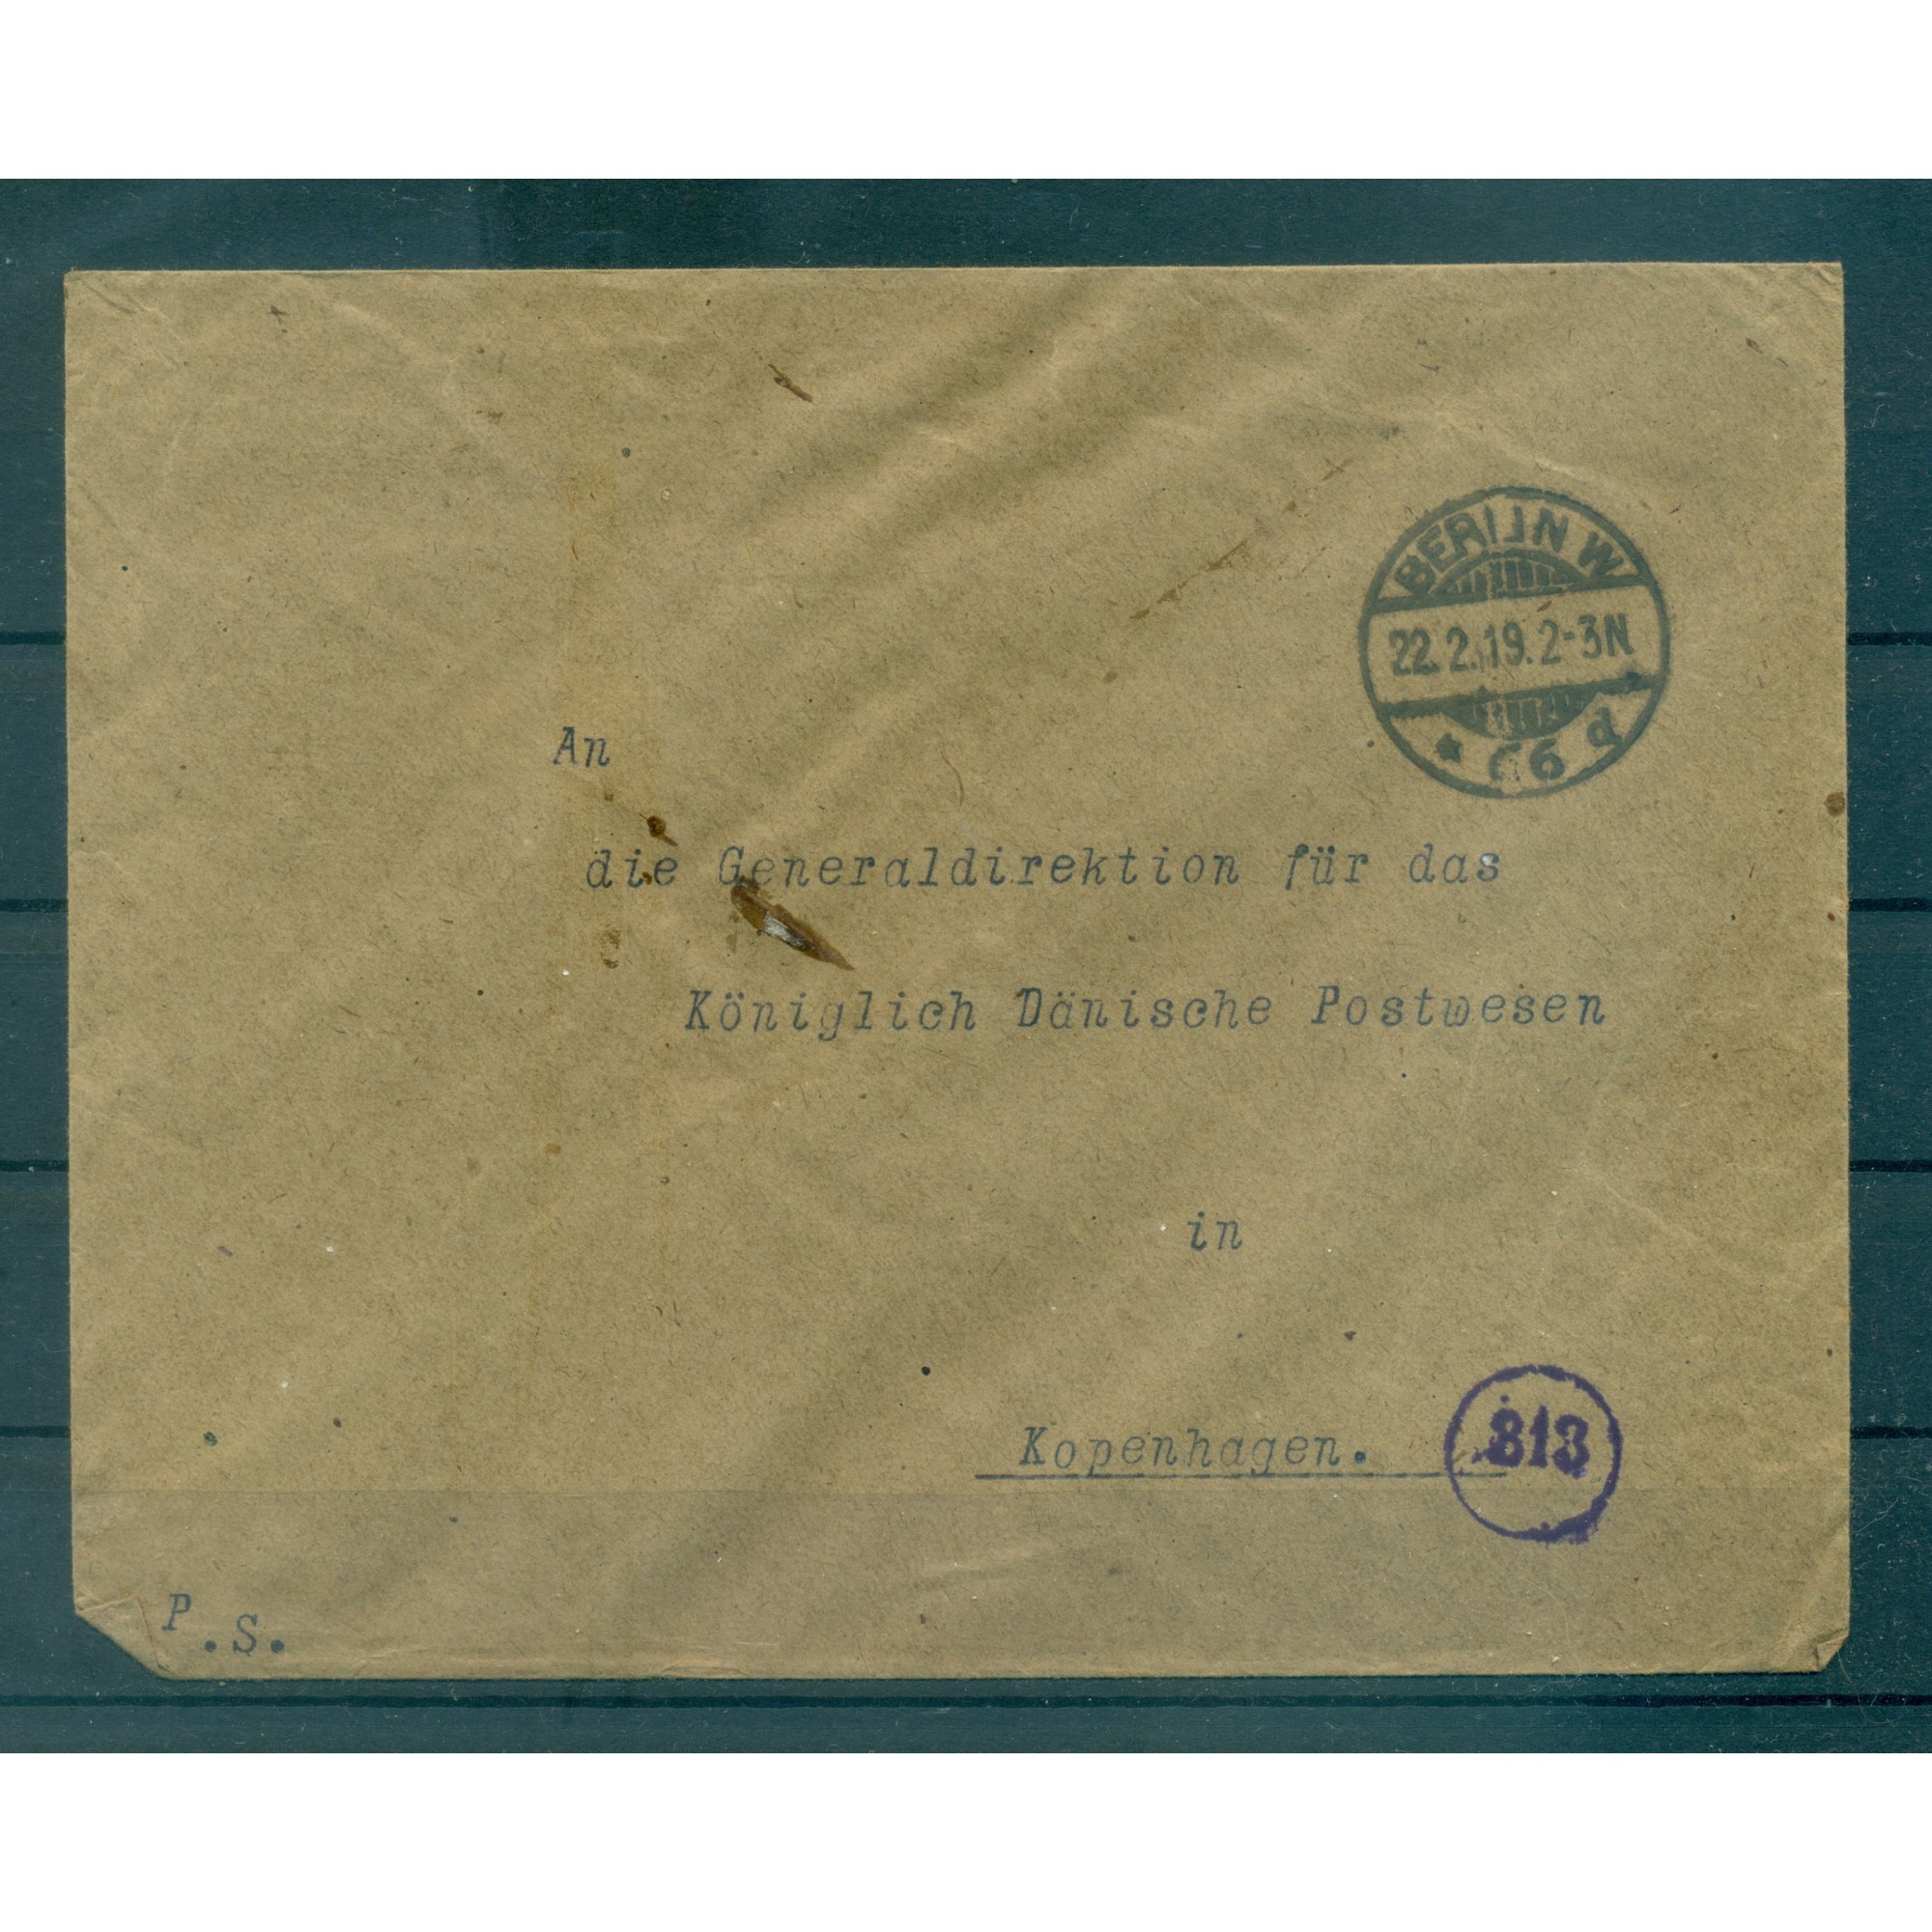 BERLIN W
22.2.19.2-3N
* 66 d
An
die Generaldirektion für das
Königlich Dänische Postwesen
in
Kopenhagen.
813
P.S.